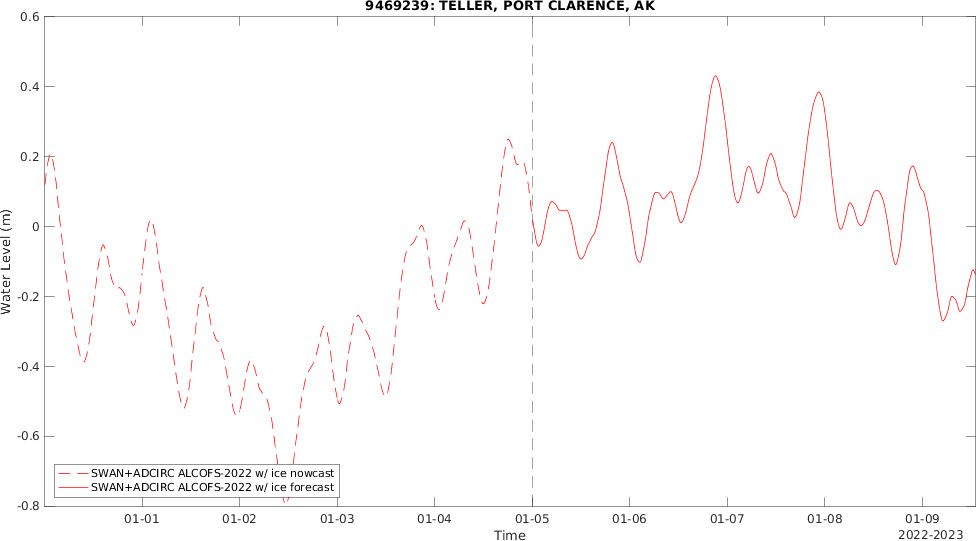 9469239: TELLER, PORT CLARENCE, AK
Water Level (m)
0.6
0.4
0.2
0
-0.2
-0.4
-0.6
-0.8
SWAN+ADCIRC ALCOFS-2022 w/ ice nowcast
SWAN+ADCIRC ALCOFS-2022 w/ ice forecast
01-01 01-02 01-03 01-04 01-05 01-06 01-07 01-08 01-09
Time
2022-2023